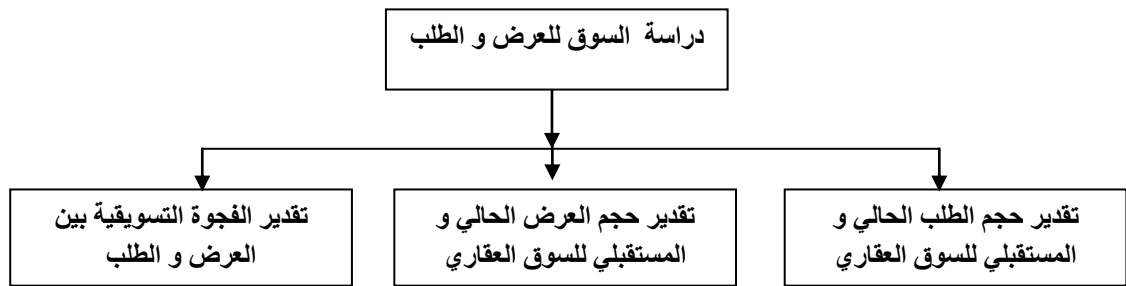 دراسة السوق للعرض و الطلب
تقدير حجم الطلب الحالي و
المستقبلي للسوق العقاري
تقدير حجم العرض الحالي و
المستقبلي للسوق العقاري
تقدير الفجوة التسويقية بين
العرض و الطلب